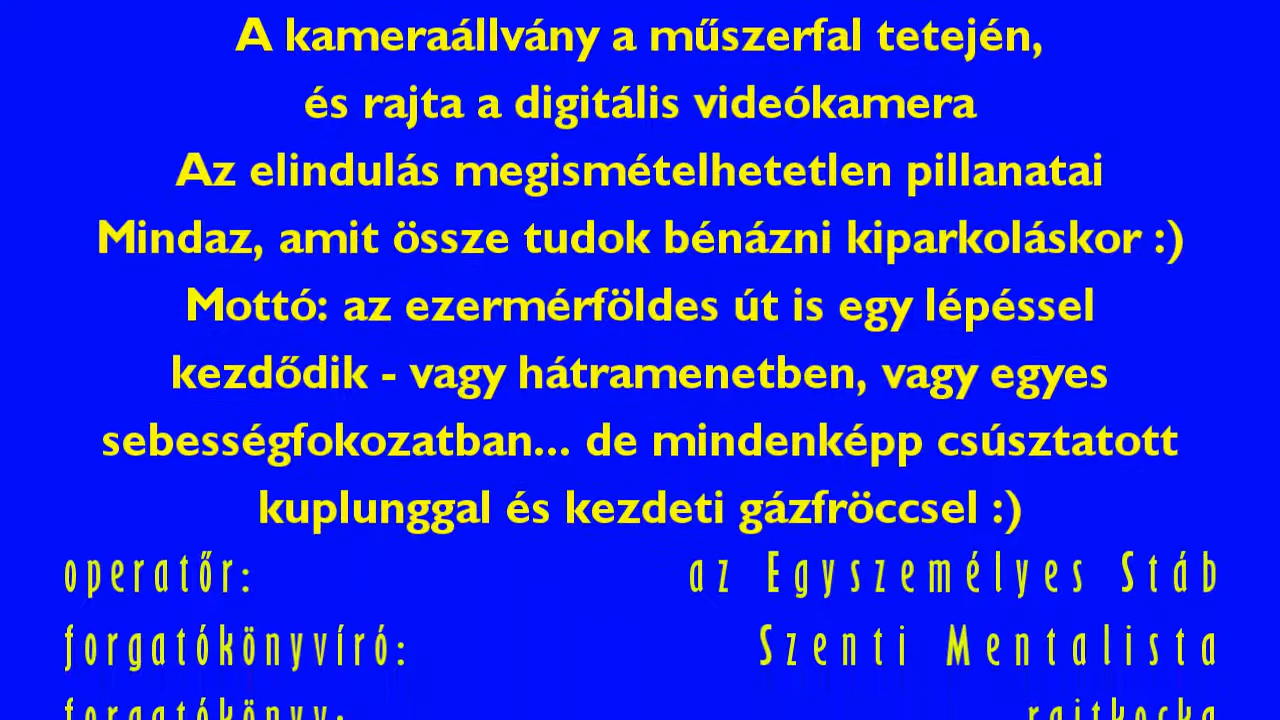 A kameraállvány a műszerfal tetején,
és rajta a digitális videókamera
Az elindulás megismételhetetlen pillanatai
Mindaz, amit össze tudok bénázni kiparkoláskor :)
Mottó: az ezermérföldes út is egy lépéssel
kezdődik - vagy hátramenetben, vagy egyes
sebességfokozatban... de mindenképp csúsztatott
kuplunggal és kezdeti gázfröccsel :)
operatőr: az Egyszemélyes Stáb
forgatókönyvíró: Szenti Mentalista
forgatókönyv: rajtkocka